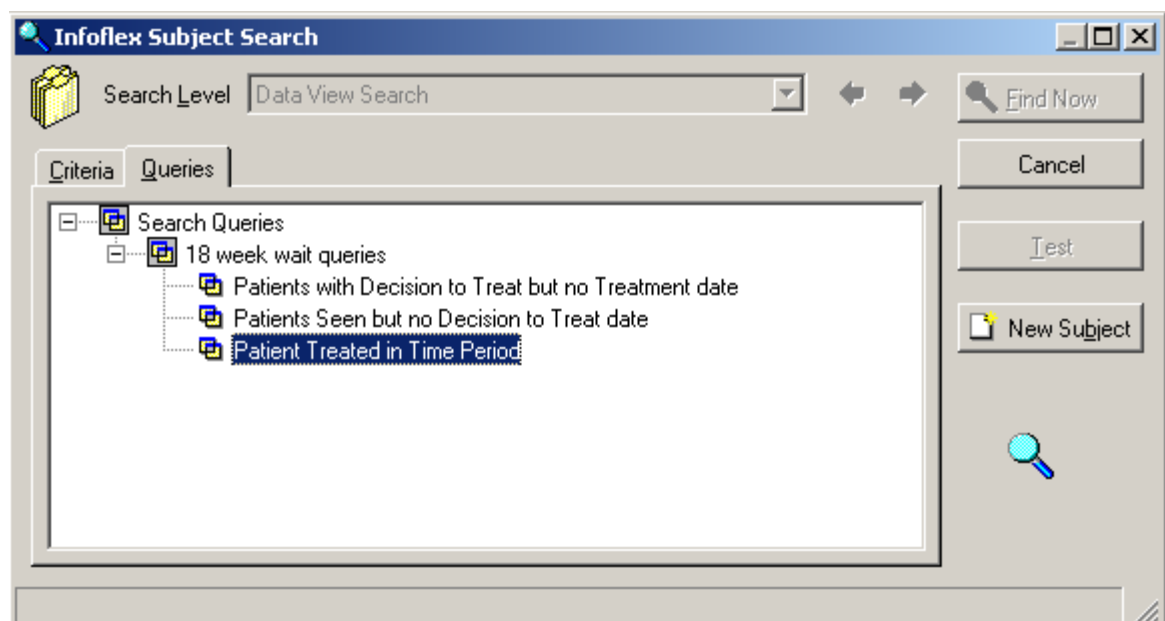 Infoflex Subject Search
Search Level Data View Search Find Now
Criteria Queries Cancel
Search Queries
18 week wait queries Test
Patients with Decision to Treat but no Treatment date
Patients Seen but no Decision to Treat date New Subject
Patient Treated in Time Period